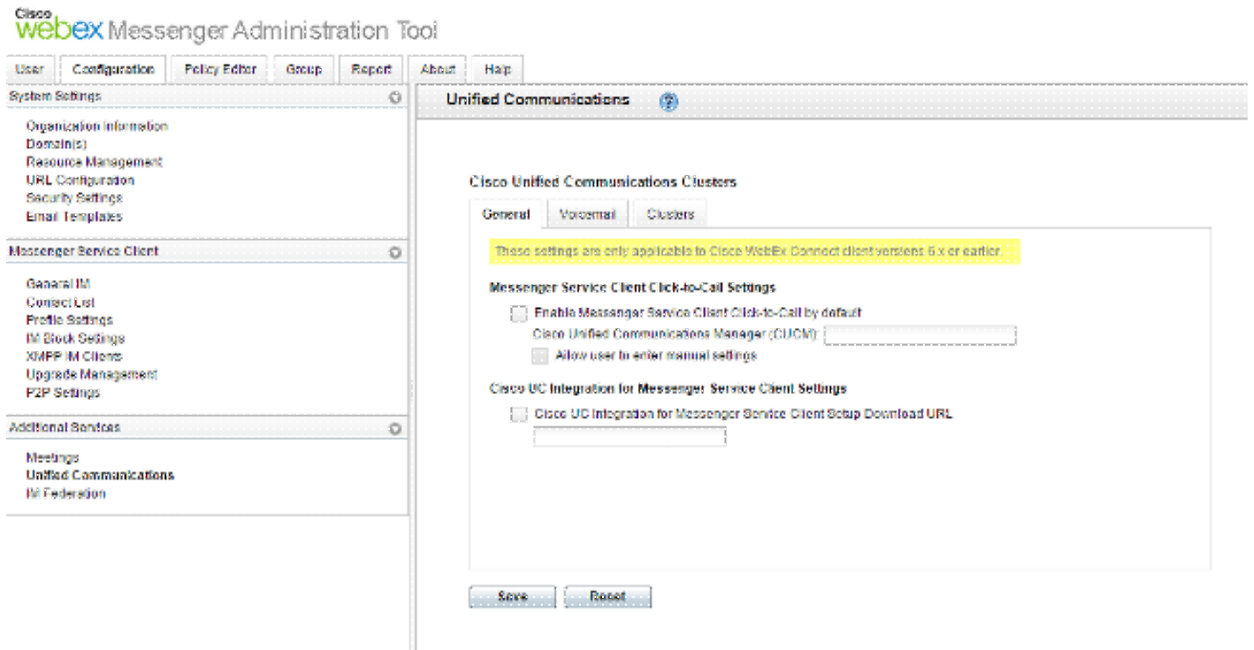 Cisco
webex Messenger Administration Tool
User Configuration Policy Editor Group Report About Help
System Settings
Organization Information
Domain(s)
Resource Management
URL Configuration
Security Settings
Email Templates
Messenger Service Client
General IM
Contact List
Profile Settings
IM Block Settings
XMPP IM Clients
Upgrade Management
P2P Settings
Additional Services
Meetings
Unified Communications
IM Federation
Unified Communications ?
Cisco Unified Communications Clusters
General Voicemail Clusters
These settings are only applicable to Cisco WebEx Connect client versions 6.x or earlier.
Messenger Service Client Click-to-Call Settings
Enable Messenger Service Client Click-to-Call by default
Cisco Unified Communications Manager (CUCM):
Allow user to enter manual settings
Cisco UC Integration for Messenger Service Client Settings
Cisco UC Integration for Messenger Service Client Setup Download URL
Save Reset